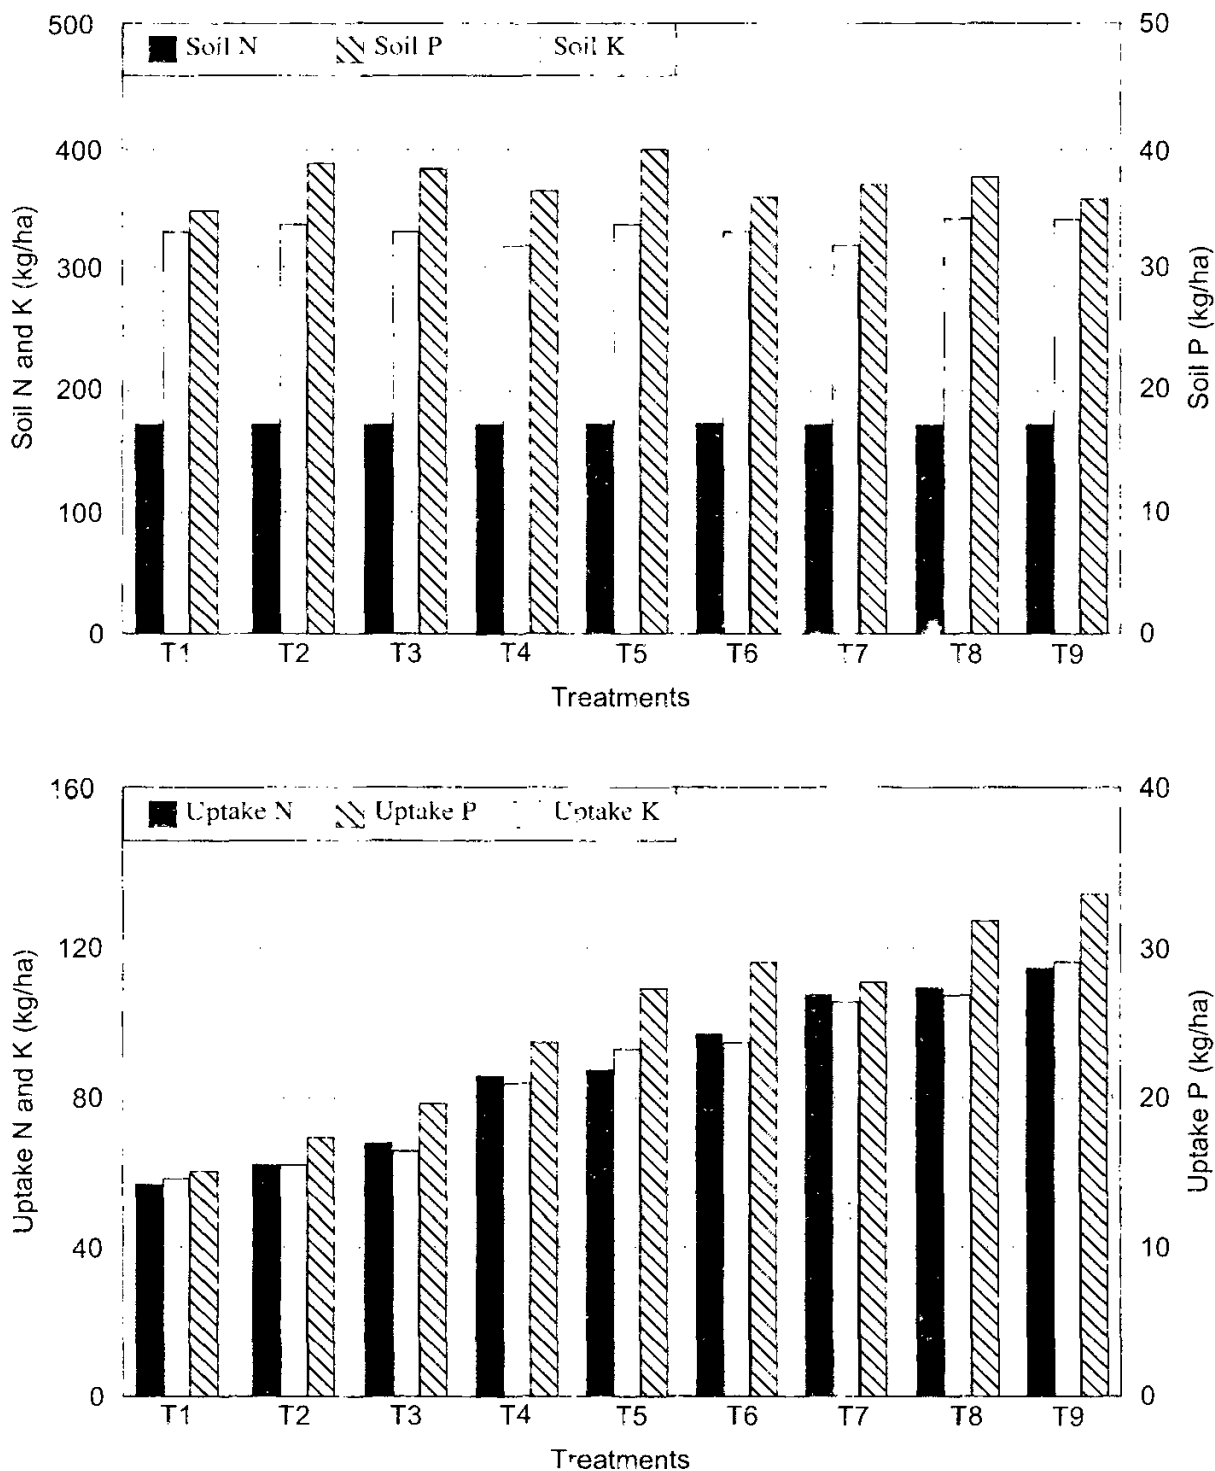 500
400
300
200
100
0
Soil N and K (kg/ha)
Soil N Soil P Soil K
50
40
30
20
10
0
Soil P (kg/ha)
T1 T2 T3 T4 T5 T6 T7 T8 T9
Treatments
160
120
80
40
0
Uptake N and K (kg/ha)
Uptake N Uptake P Uptake K
40
30
20
10
0
Uptake P (kg/ha)
T1 T2 T3 T4 T5 T6 T7 T8 T9
Treatments